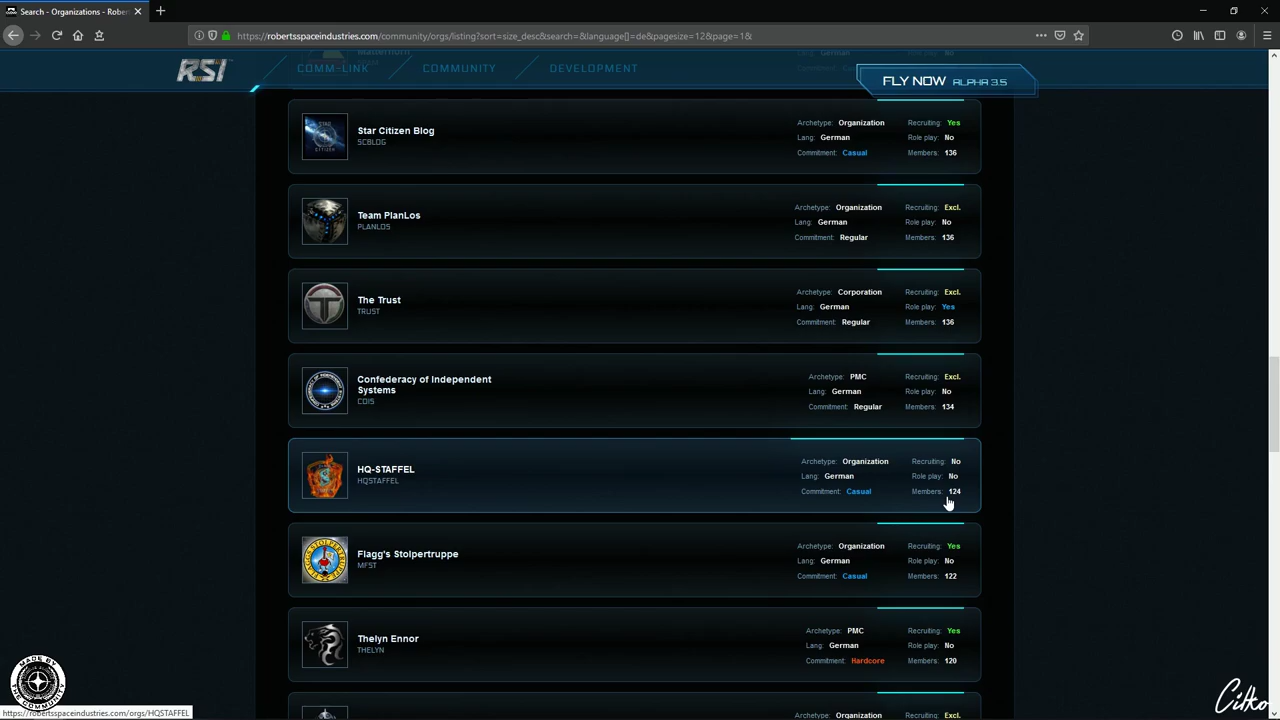 Search - Organizations - Robert
https://robertsspaceindustries.com/community/orgs/listing?sort=size_desc&search=&language[]=de&pagesize=12&page=1&
RSI
COMM-LINK
COMMUNITY
DEVELOPMENT
FLY NOW ALPHA 3.5
Star Citizen Blog
SCBLOG
Archetype: Organization
Lang: German
Commitment: Casual
Recruiting: Yes
Role play: No
Members: 136
Team PlanLos
PLANLOS
Archetype: Organization
Lang: German
Commitment: Regular
Recruiting: Excl.
Role play: No
Members: 136
The Trust
TRUST
Archetype: Corporation
Lang: German
Commitment: Regular
Recruiting: Excl.
Role play: Yes
Members: 136
Confederacy of Independent
Systems
COIS
Archetype: PMC
Lang: German
Commitment: Regular
Recruiting: Excl.
Role play: No
Members: 134
HQ-STAFFEL
HQSTAFFEL
Archetype: Organization
Lang: German
Commitment: Casual
Recruiting: No
Role play: No
Members: 124
Flagg's Stolpertruppe
MFST
Archetype: Organization
Lang: German
Commitment: Casual
Recruiting: Yes
Role play: No
Members: 122
Thelyn Ennor
THELYN
Archetype: PMC
Lang: German
Commitment: Hardcore
Recruiting: Yes
Role play: No
Members: 120
Archetype: Organization
Recruiting: Excl.
MADE BY
THE COMMUNITY
https://robertsspaceindustries.com/orgs/HQSTAFFEL